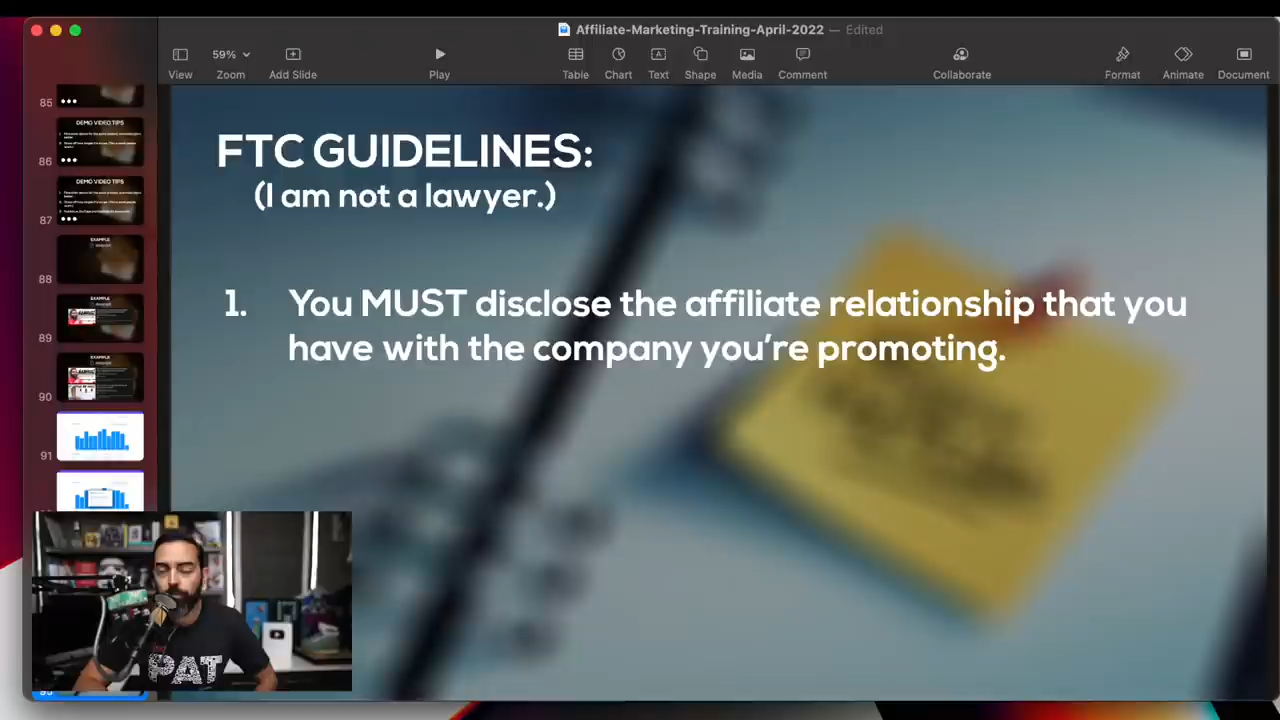 Affiliate-Marketing-Training-April-2022 — Edited
59%
View
Zoom
Add Slide
Play
Table
Chart
Text
Shape
Media
Comment
Collaborate
Format
Animate
Document
85
DEMO VIDEO TIPS
86
DEMO VIDEO TIPS
87
EXAMPLE
88
EXAMPLE
89
EXAMPLE
90
91
FTC GUIDELINES:
(I am not a lawyer.)
1. You MUST disclose the affiliate relationship that you
have with the company you're promoting.
PAT